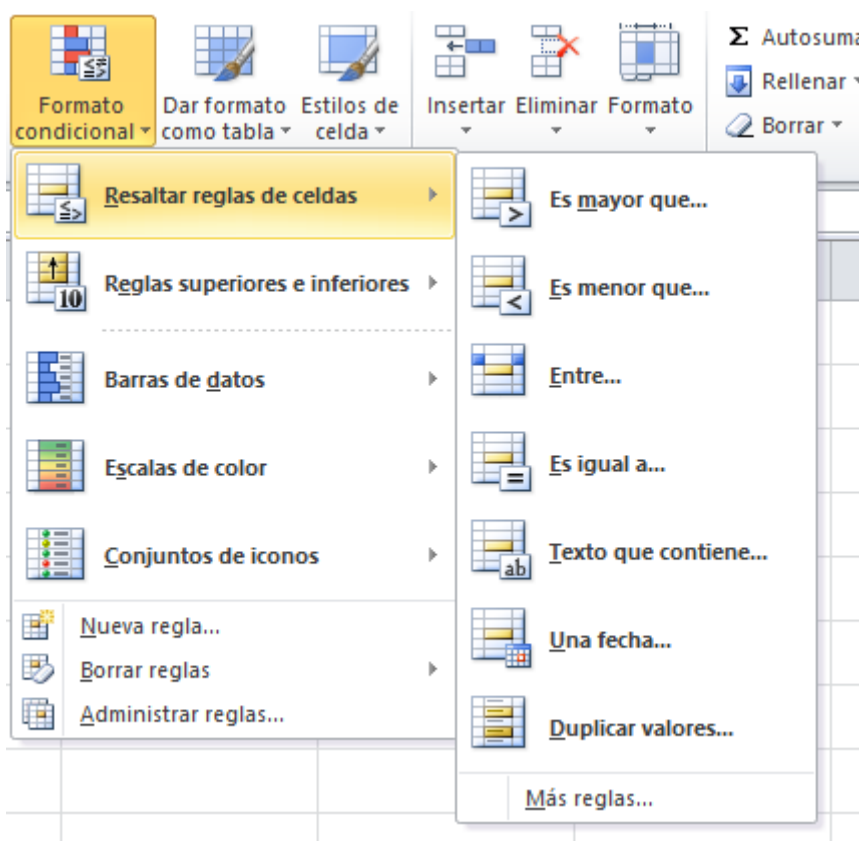 Formato condicional
Dar formato como tabla
Estilos de celda
Insertar
Eliminar
Formato
Σ Autosuma
Rellenar
Borrar
Resaltar reglas de celdas
Reglas superiores e inferiores
Barras de datos
Escalas de color
Conjuntos de iconos
Nueva regla...
Borrar reglas
Administrar reglas...
Es mayor que...
Es menor que...
Entre...
Es igual a...
Texto que contiene...
Una fecha...
Duplicar valores...
Más reglas...